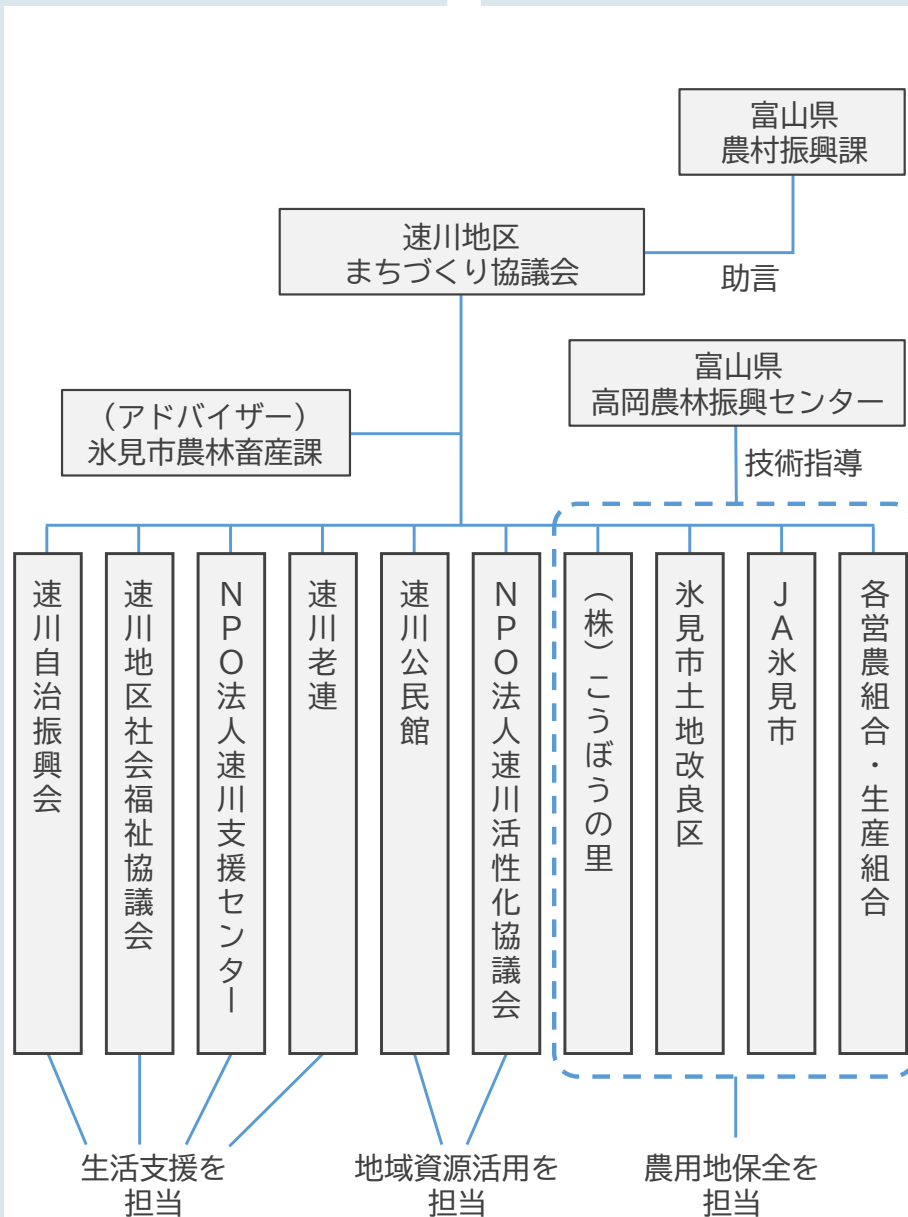 富山県
農村振興課
速川地区
まちづくり協議会
助言
富山県
高岡農林振興センター
（アドバイザー）
氷見市農林畜産課
技術指導
速川自治振興会
速川地区社会福祉協議会
NPO法人速川支援センター
速川老連
速川公民館
NPO法人速川活性化協議会
（株）こうぼうの里
氷見市土地改良区
JA氷見市
各営農組合・生産組合
生活支援を
担当
地域資源活用を
担当
農用地保全を
担当